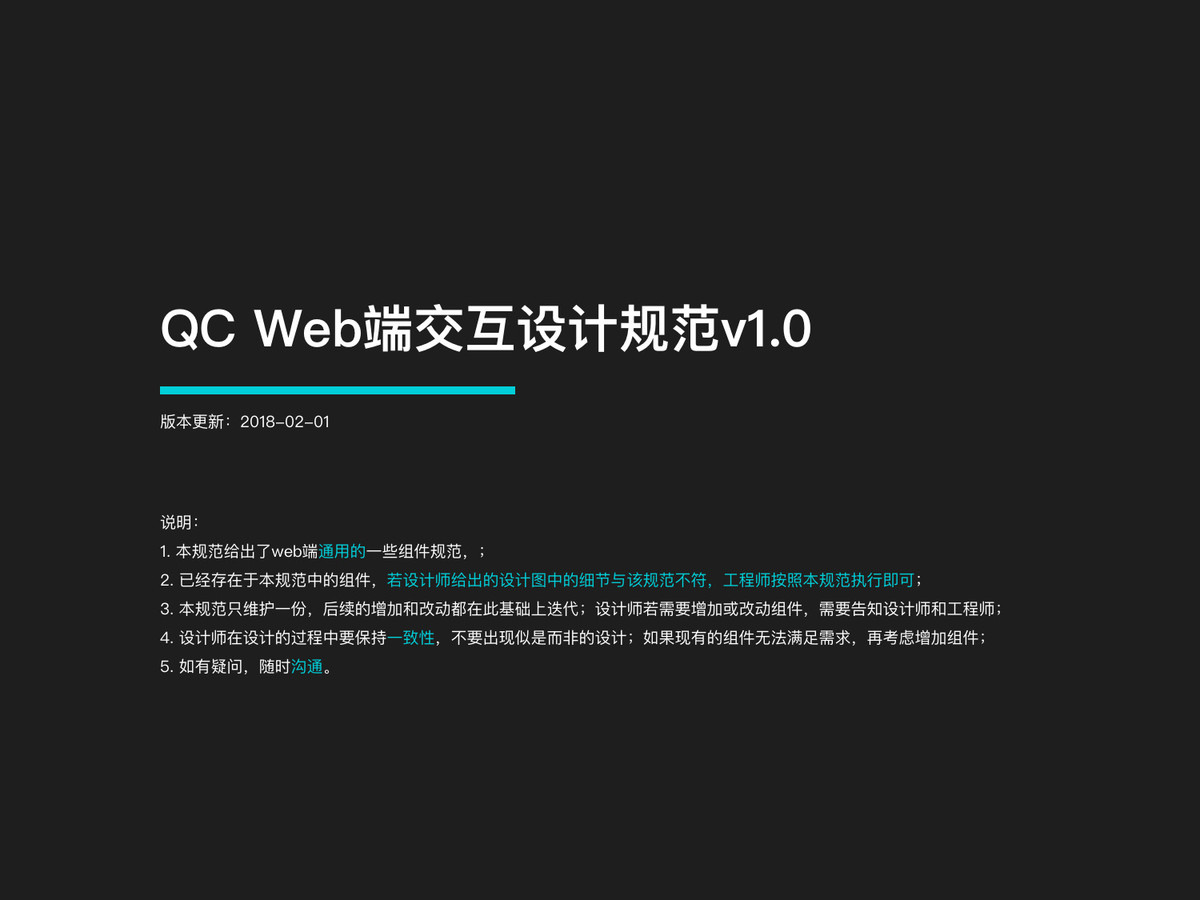 QC Web端交互设计规范v1.0
版本更新：2018-02-01
说明：
1. 本规范给出了web端通用的一些组件规范，；
2. 已经存在于本规范中的组件，若设计师给出的设计图中的细节与该规范不符，工程师按照本规范执行即可；
3. 本规范只维护一份，后续的增加和改动都在此基础上迭代；设计师若需要增加或改动组件，需要告知设计师和工程师；
4. 设计师在设计的过程中要保持一致性，不要出现似是而非的设计；如果现有的组件无法满足需求，再考虑增加组件；
5. 如有疑问，随时沟通。